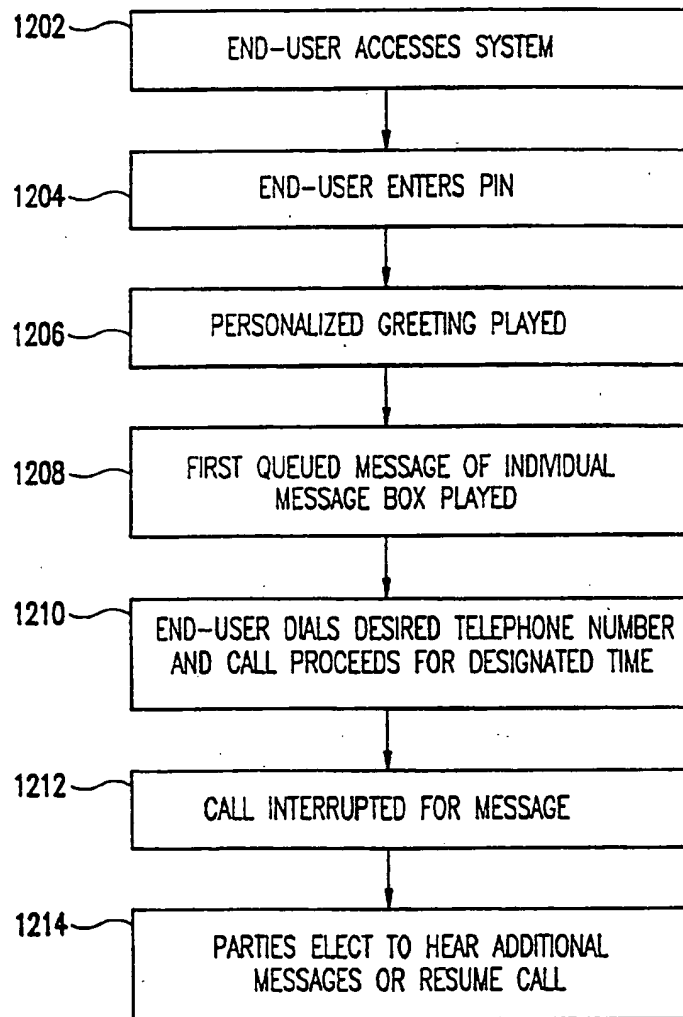 1202
END-USER ACCESSES SYSTEM
1204
END-USER ENTERS PIN
1206
PERSONALIZED GREETING PLAYED
1208
FIRST QUEUED MESSAGE OF INDIVIDUAL
MESSAGE BOX PLAYED
1210
END-USER DIALS DESIRED TELEPHONE NUMBER
AND CALL PROCEEDS FOR DESIGNATED TIME
1212
CALL INTERRUPTED FOR MESSAGE
1214
PARTIES ELECT TO HEAR ADDITIONAL
MESSAGES OR RESUME CALL